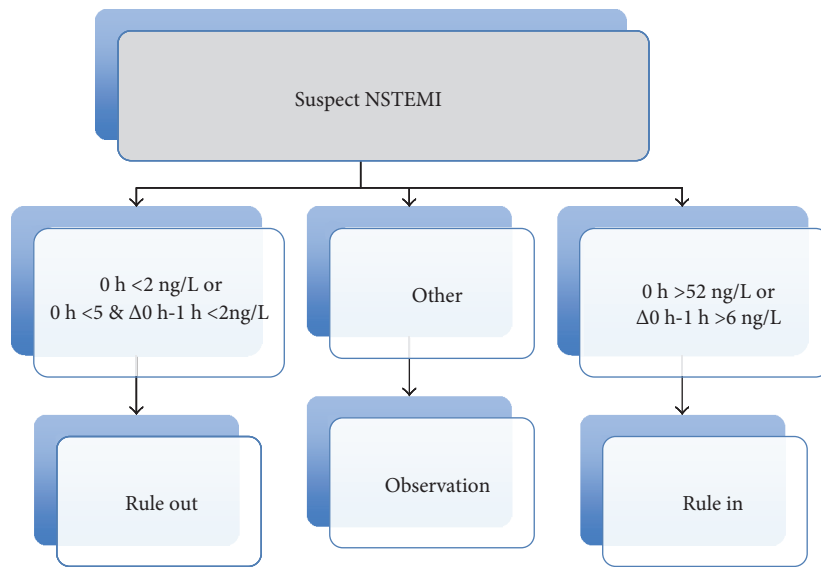 Suspect NSTEMI
0 h <2 ng/L or
0 h <5 & Δ0 h-1 h <2ng/L
Other
0 h >52 ng/L or
Δ0 h-1 h >6 ng/L
Rule out
Observation
Rule in